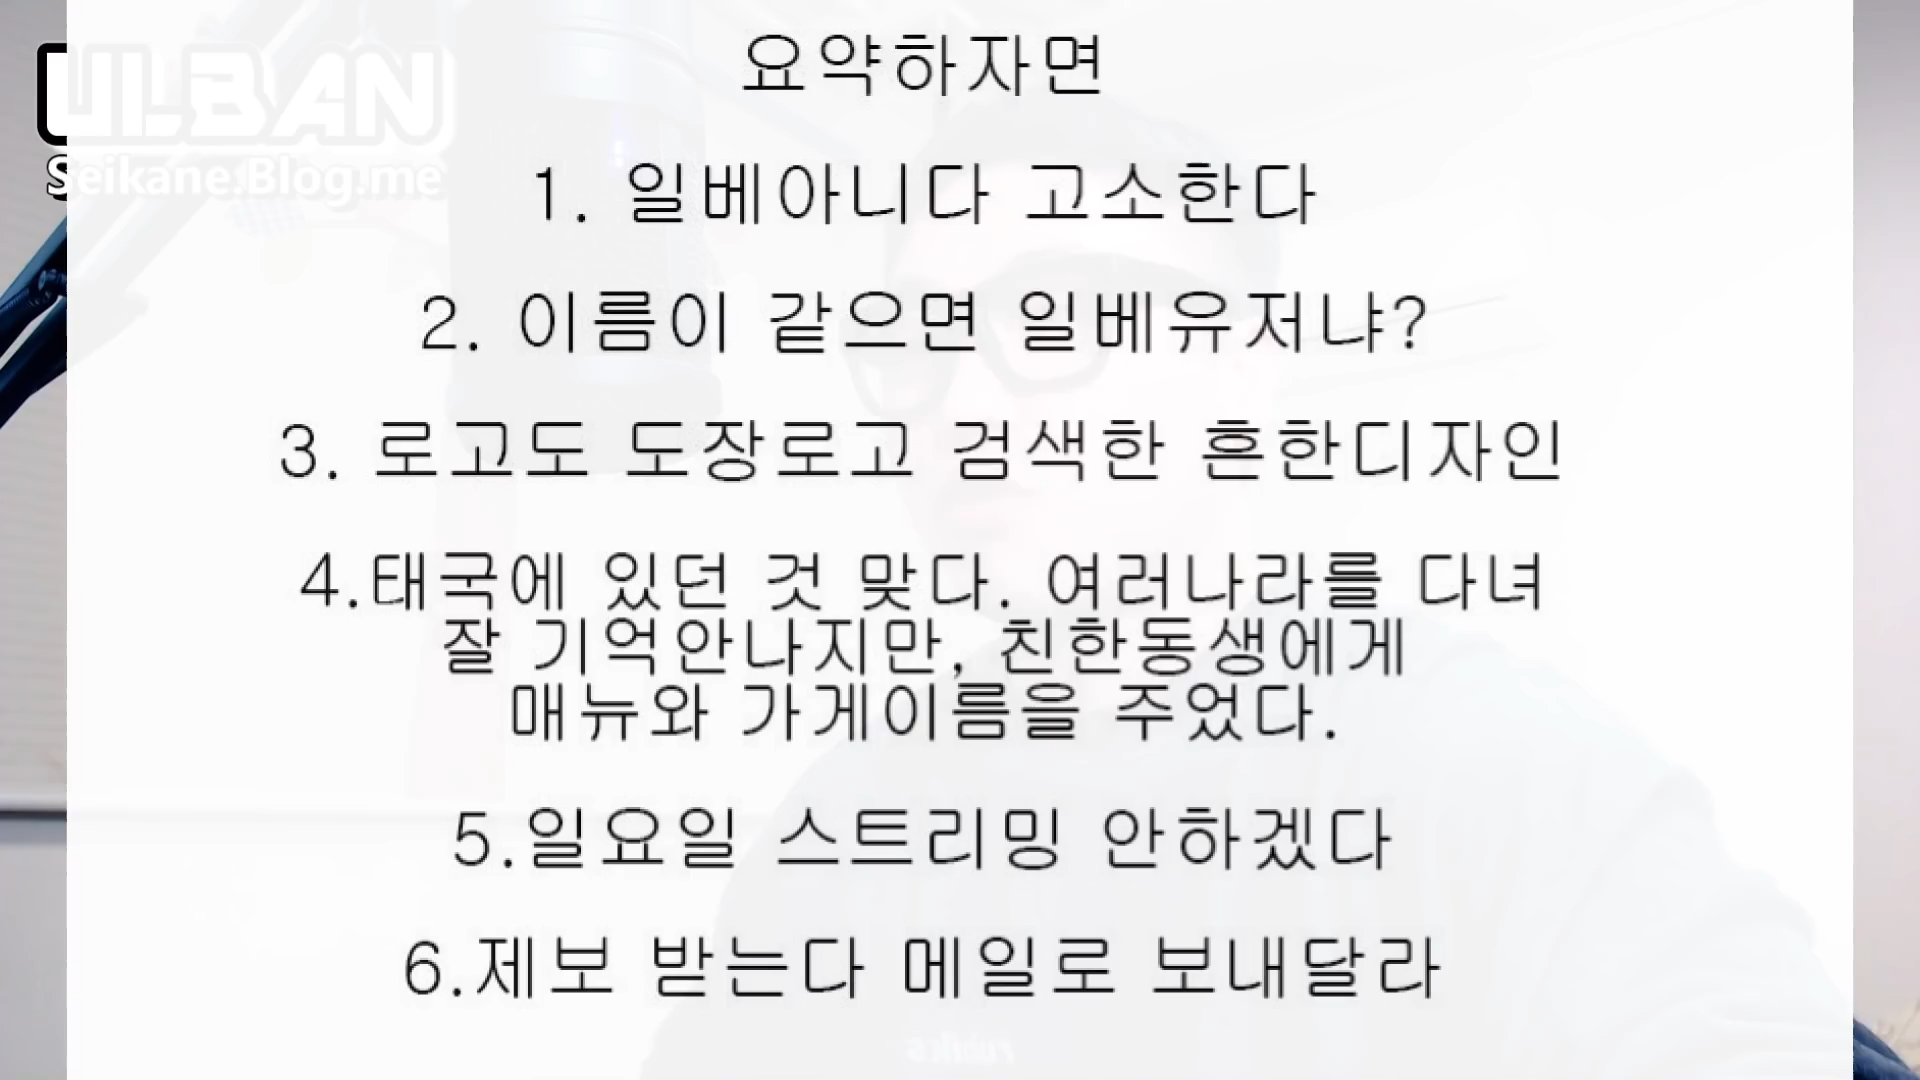 ULBAN
Seikane.Blog.me
요약하자면
1. 일베아니다 고소한다
2. 이름이 같으면 일베유저냐?
3. 로고도 도장로고 검색한 흔한디자인
4.태국에 있던 것 맞다. 여러나라를 다녀
잘 기억안나지만, 친한동생에게
매뉴와 가게이름을 주었다.
5.일요일 스트리밍 안하겠다
6.제보 받는다 메일로 보내달라